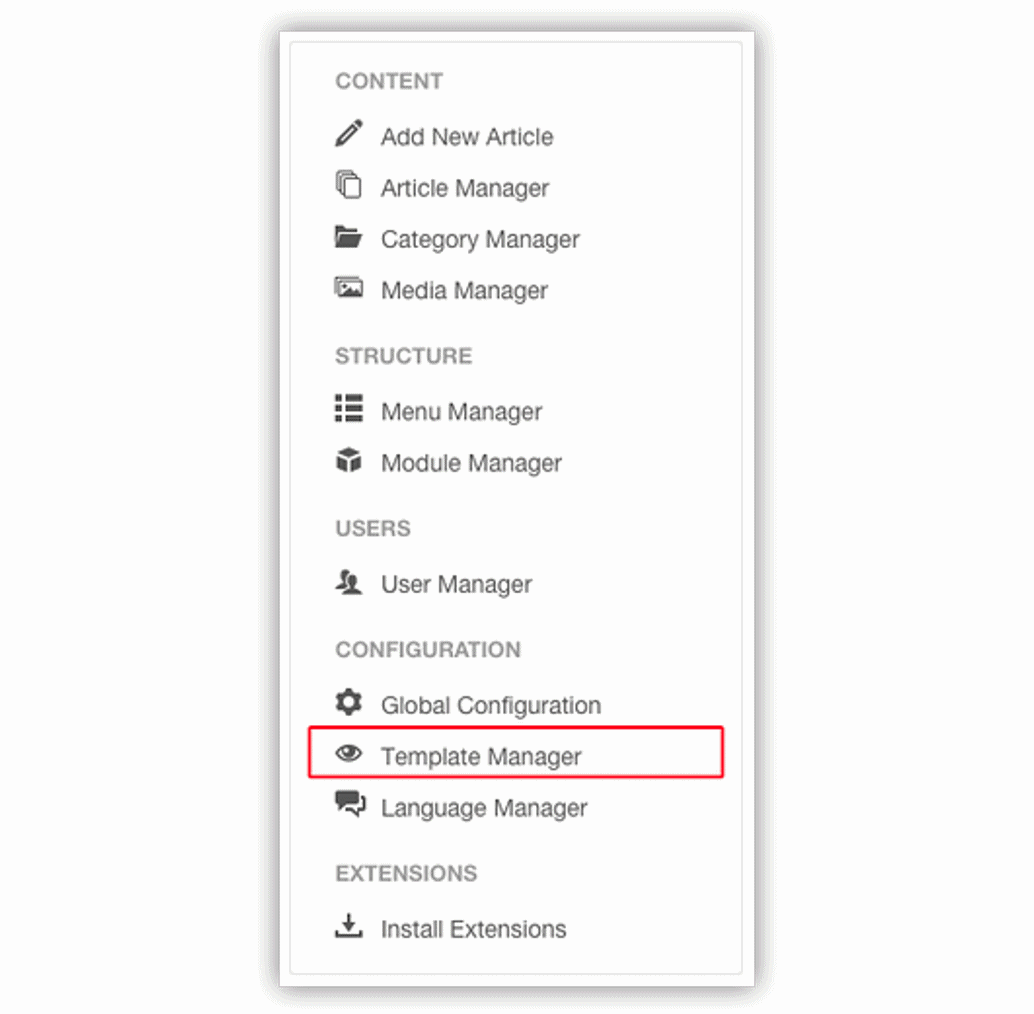 CONTENT
Add New Article
Article Manager
Category Manager
Media Manager
STRUCTURE
Menu Manager
Module Manager
USERS
User Manager
CONFIGURATION
Global Configuration
Template Manager
Language Manager
EXTENSIONS
Install Extensions